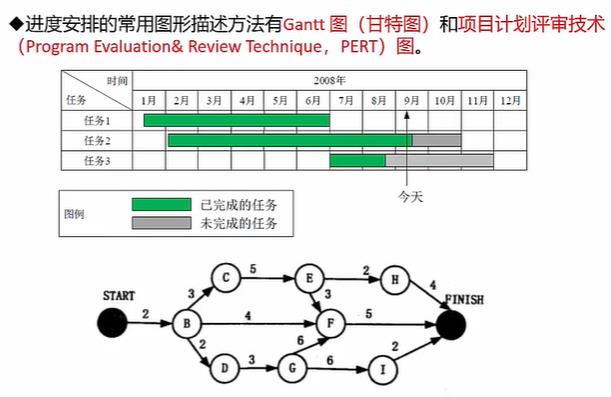 ◆进度安排的常用图形描述方法有Gantt 图（甘特图）和项目计划评审技术
（Program Evaluation& Review Technique，PERT）图。
时间
2008年
任务
1月 2月 3月 4月 5月 6月 7月 8月 9月 10月 11月 12月
任务1
任务2
任务3
今天
图例
已完成的任务
未完成的任务
C 5 E 2 H
START 3 3 4 FINISH
2 B 4 F 5
2 6 2
D 3 G 6 I